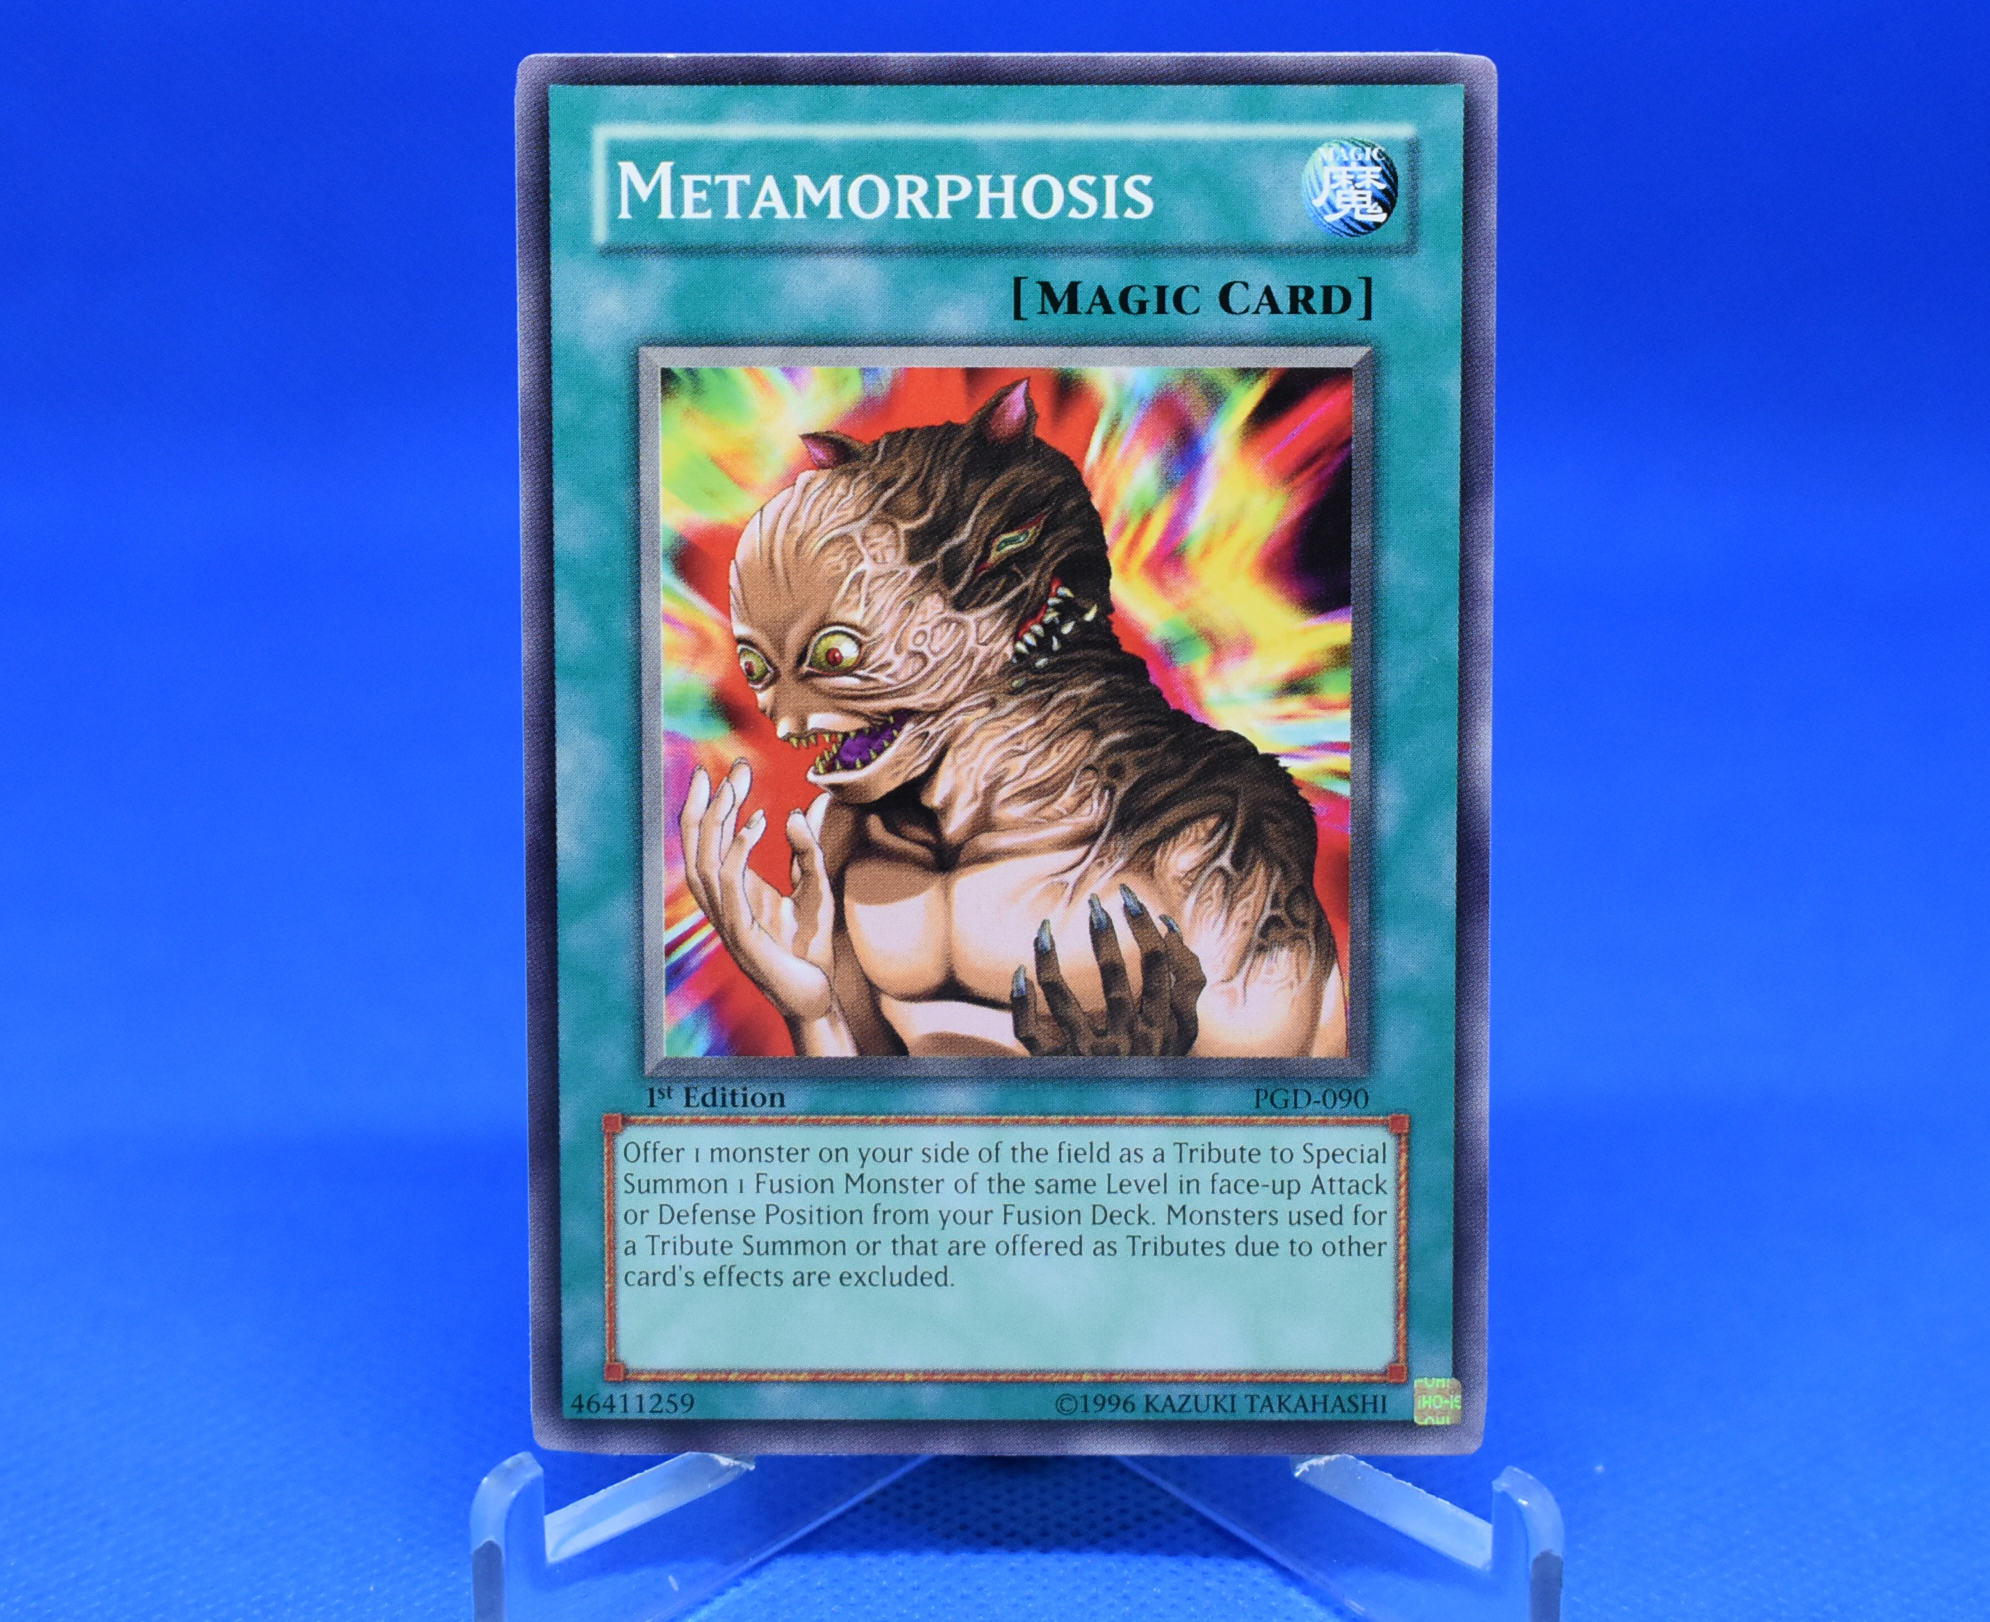 METAMORPHOSIS
MAGIC
魔
[MAGIC CARD]
1st Edition
PGD-090
Offer 1 monster on your side of the field as a Tribute to Special
Summon 1 Fusion Monster of the same Level in face-up Attack
or Defense Position from your Fusion Deck. Monsters used for
a Tribute Summon or that are offered as Tributes due to other
card's effects are excluded.
46411259
©1996 KAZUKI TAKAHASHI